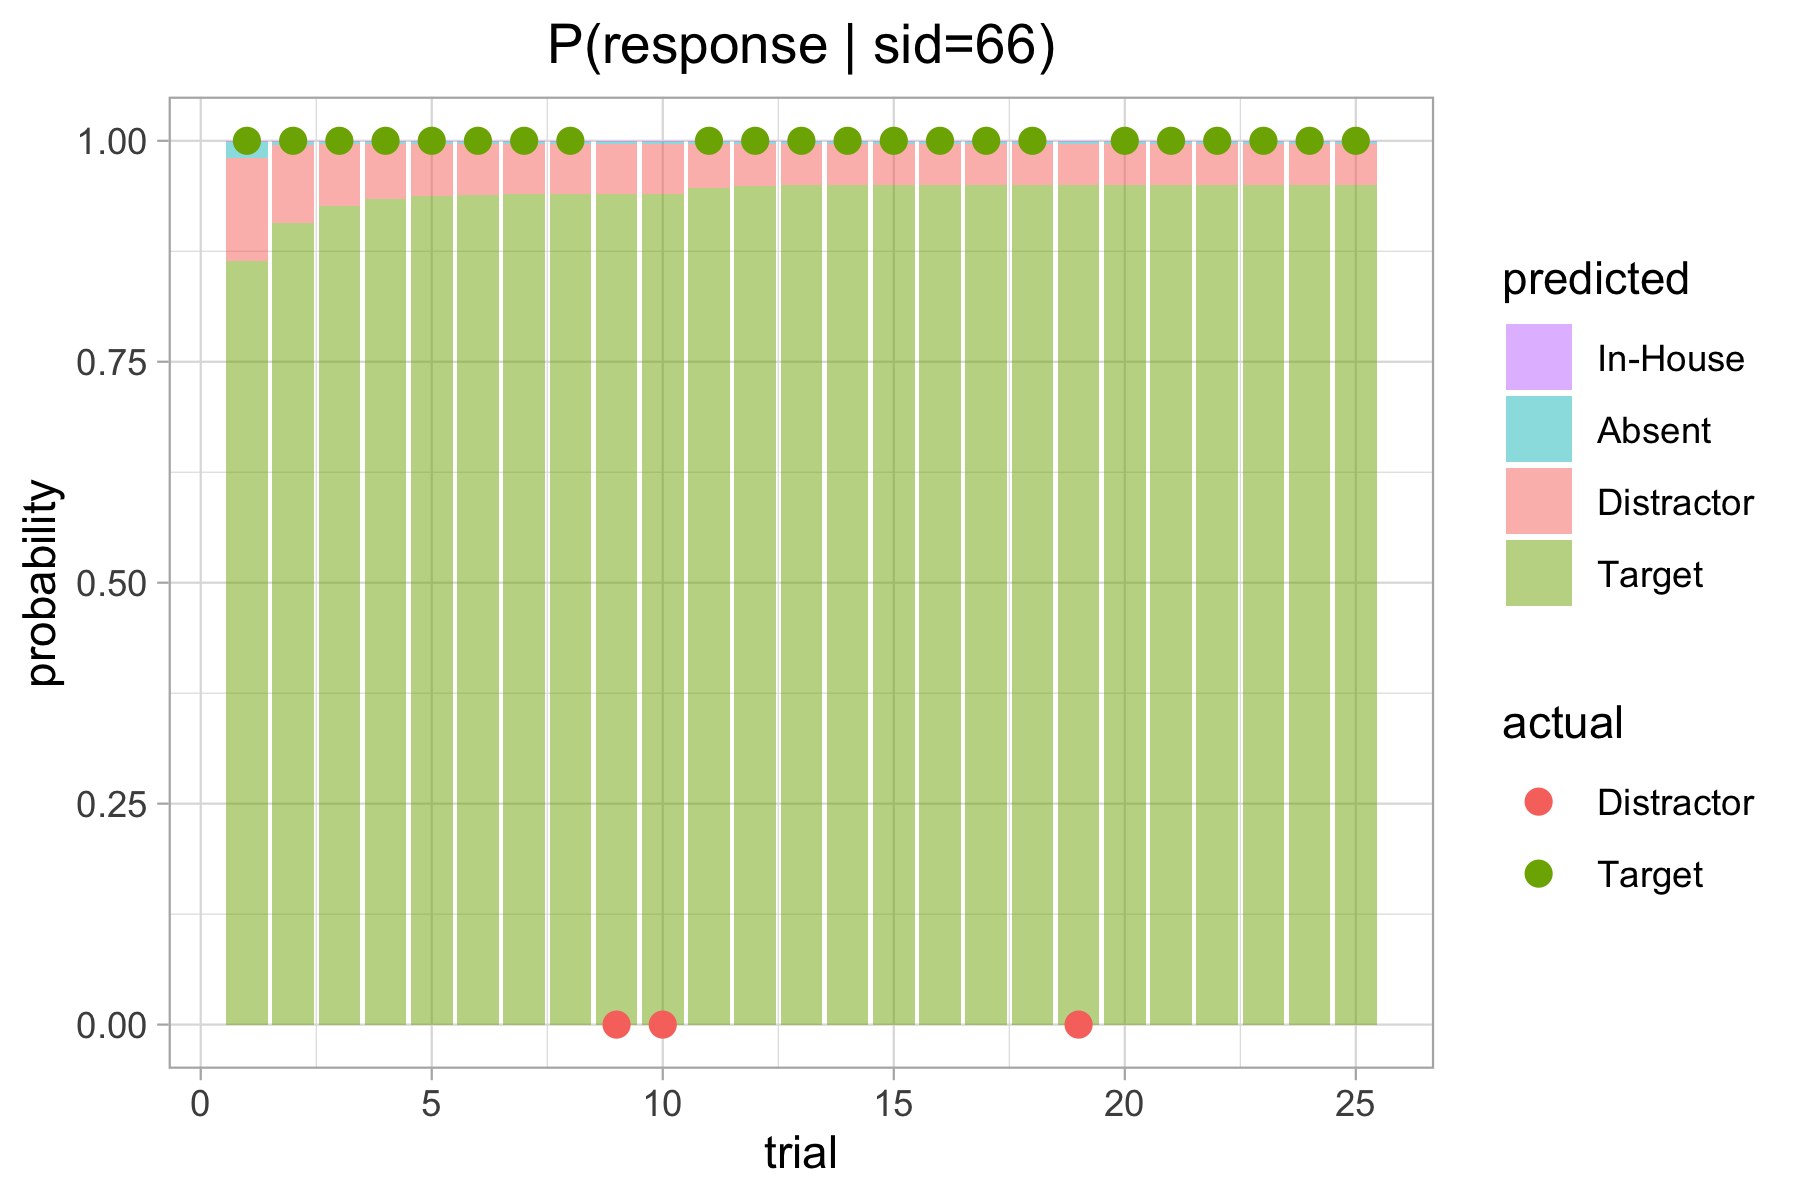 P(response | sid=66)
probability
1.00
0.75
0.50
0.25
0.00
0 5 10 15 20 25
trial
predicted
In-House
Absent
Distractor
Target
actual
Distractor
Target